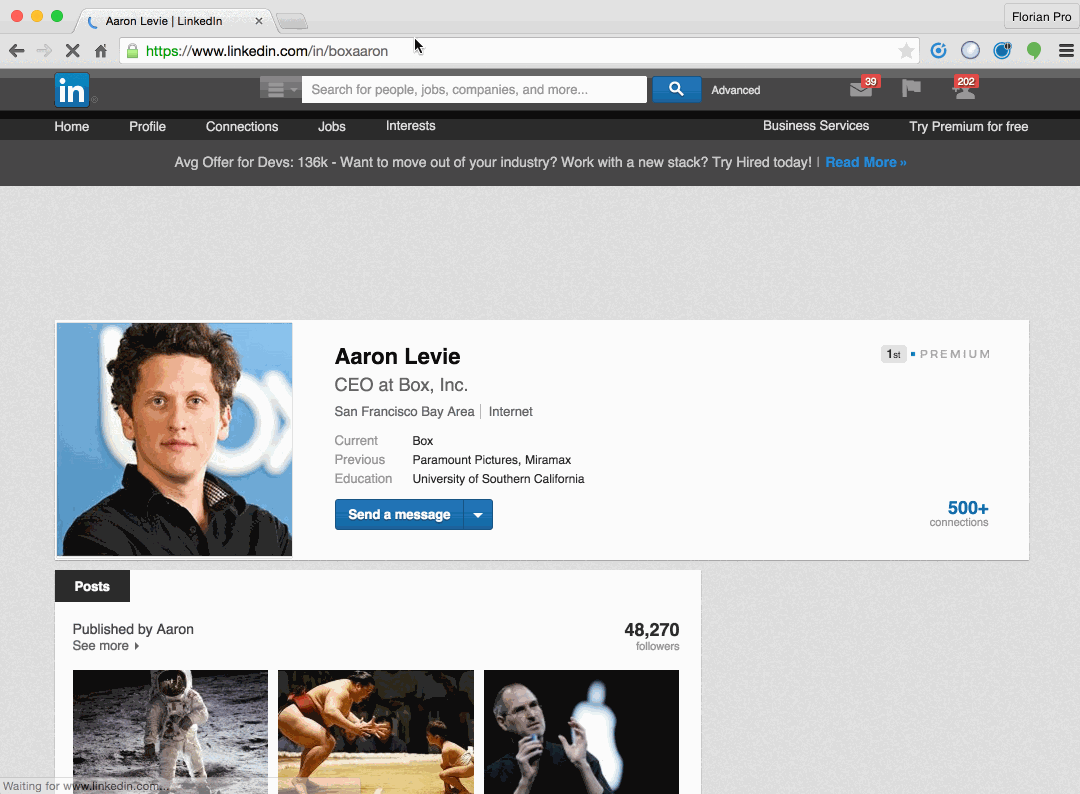 Aaron Levie | LinkedIn
Florian Pro
https://www.linkedin.com/in/boxaaron
in
Search for people, jobs, companies, and more...
Advanced
39
202
Home
Profile
Connections
Jobs
Interests
Business Services
Try Premium for free
Avg Offer for Devs: 136k - Want to move out of your industry? Work with a new stack? Try Hired today! | Read More »
Aaron Levie
1st
PREMIUM
CEO at Box, Inc.
San Francisco Bay Area | Internet
Current Box
Previous Paramount Pictures, Miramax
Education University of Southern California
Send a message
500+
connections
Posts
Published by Aaron
48,270
See more
followers
Waiting for www.linkedin.com...